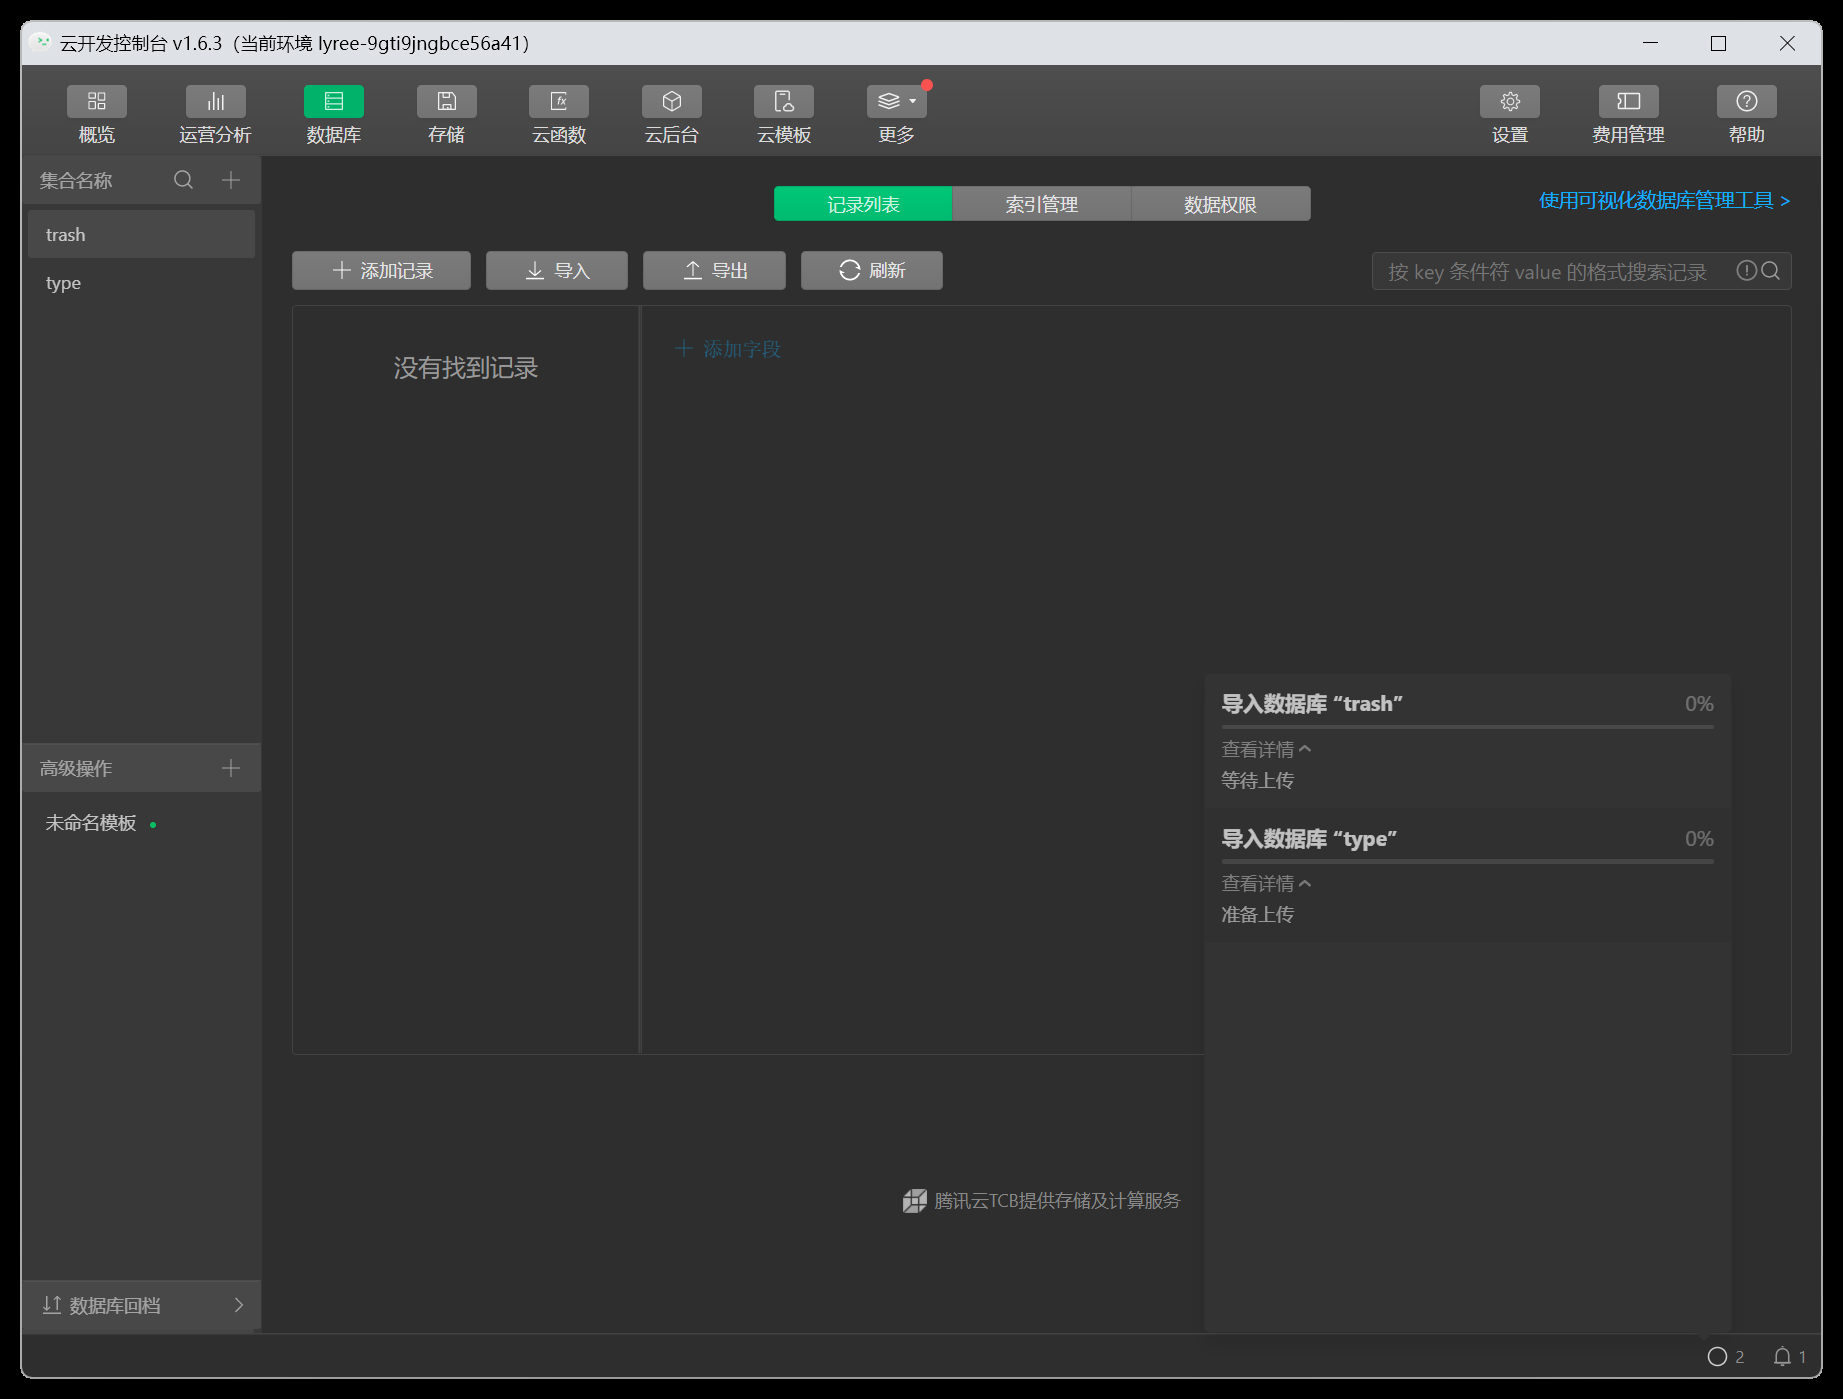 云开发控制台 v1.6.3（当前环境 lyree-9gti9jngbce56a41）
概览
运营分析
数据库
存储
云函数
云后台
云模板
更多
设置
费用管理
帮助
集合名称
trash
type
记录列表
索引管理
数据权限
使用可视化数据库管理工具 >
添加记录
导入
导出
刷新
按 key 条件符 value 的格式搜索记录
没有找到记录
添加字段
导入数据库 “trash”
0%
查看详情
等待上传
导入数据库 “type”
0%
查看详情
准备上传
高级操作
未命名模板
腾讯云TCB提供存储及计算服务
数据库回档
2
1